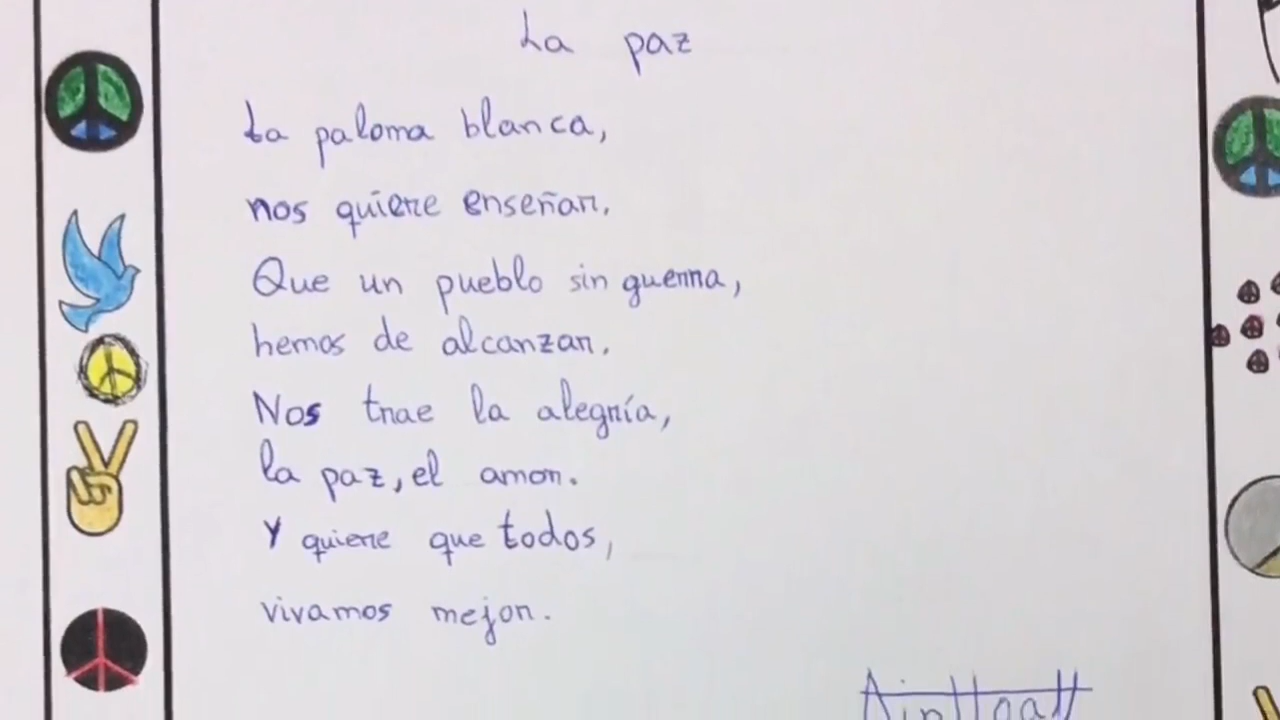 La paz
La paloma blanca,
nos quiere enseñar.
Que un pueblo sin guerra,
hemos de alcanzar.
Nos trae la alegría,
la paz, el amor.
Y quiere que todos,
vivamos mejor.